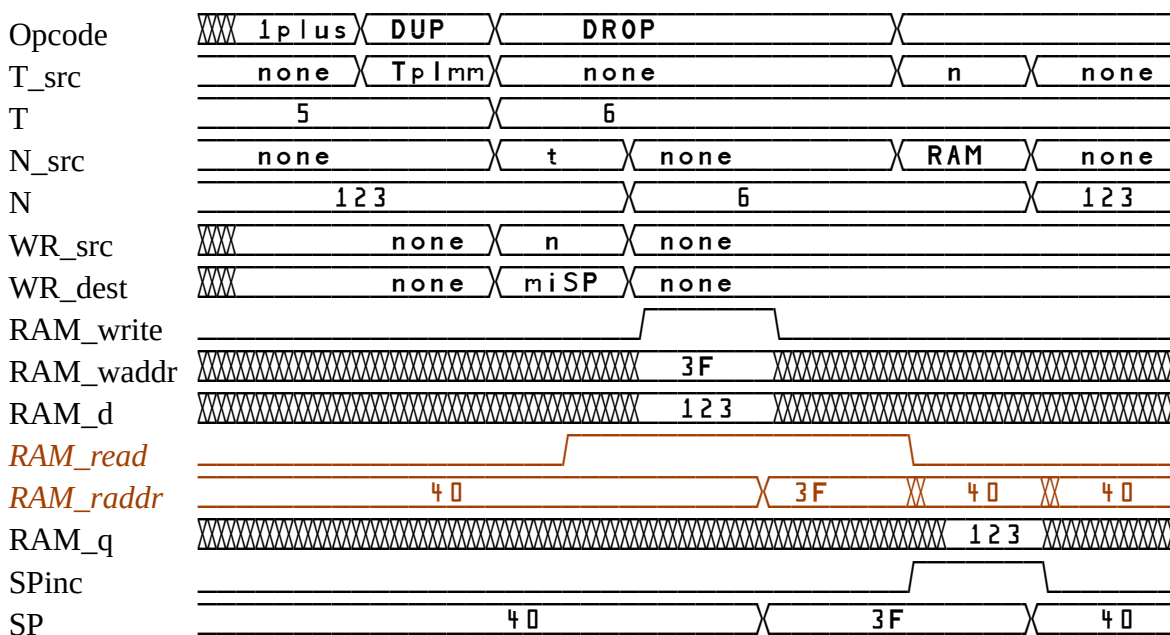 Opcode 1plus DUP DROP
T_src none TpImm none n none
T 5 6
N_src none t none RAM none
N 123 6 123
WR_src none n none
WR_dest none miSP none
RAM_write
RAM_waddr 3F
RAM_d 123
RAM_read
RAM_raddr 40 3F 40 40
RAM_q 123
SPinc
SP 40 3F 40